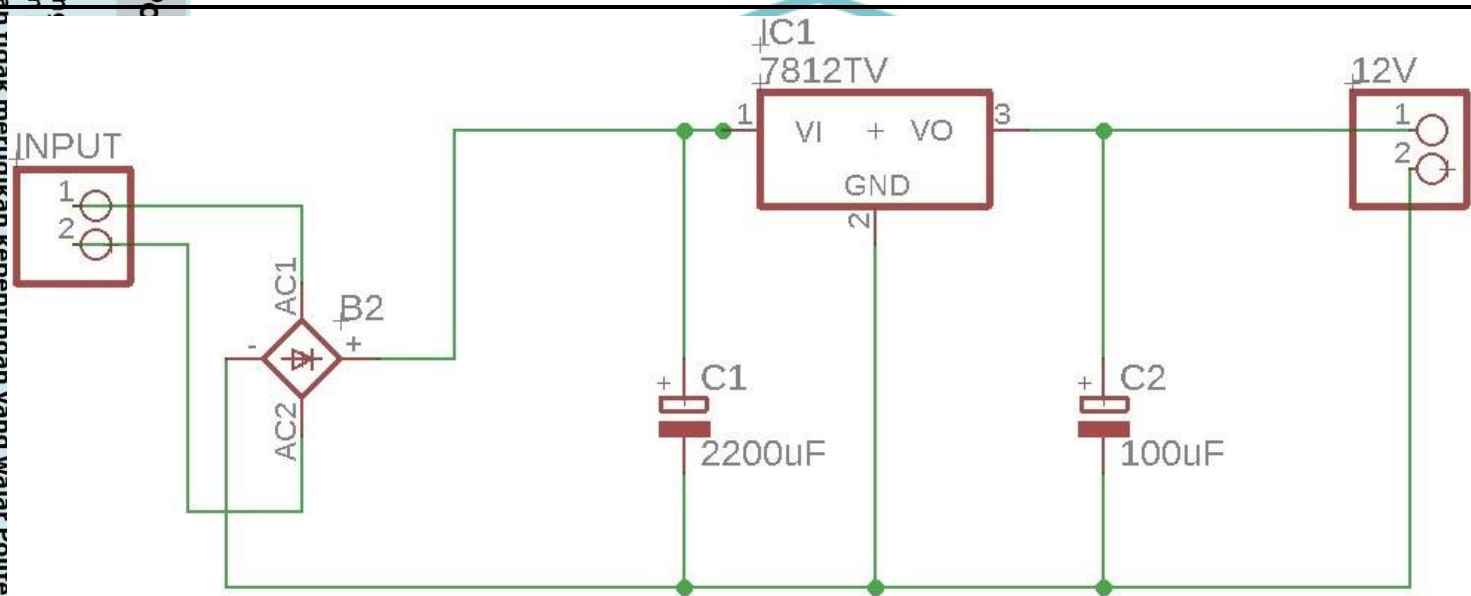 IC1
7812TV
12V
1
VI
+
VO
3
1
2
GND
2
INPUT
1
2
AC1
B2
-
+
AC2
+
C1
2200uF
+
C2
100uF